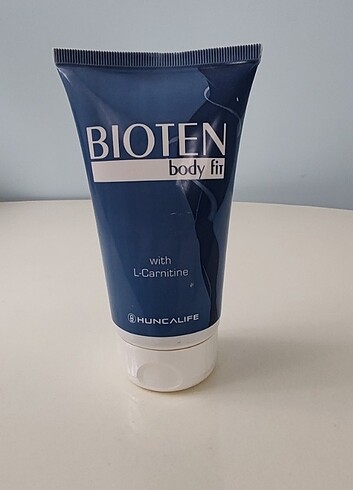 BIOTEN
body fit
with
L-Carnitine
HUNCALIFE